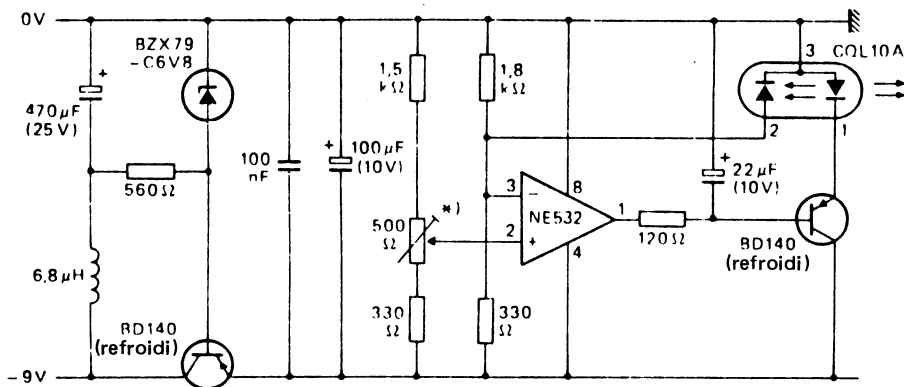 0V
BZX79
-C6V8
+
470µF
(25V)
560Ω
6,8µH
BD140
(refroidi)
-9V
100
nF
+
100µF
(10V)
1,5
kΩ
500
Ω
*)
330
Ω
1,8
kΩ
330
Ω
3
−
2
+
NE532
8
4
1
120Ω
+
22µF
(10V)
3
CQL10A
2
1
BD140
(refroidi)